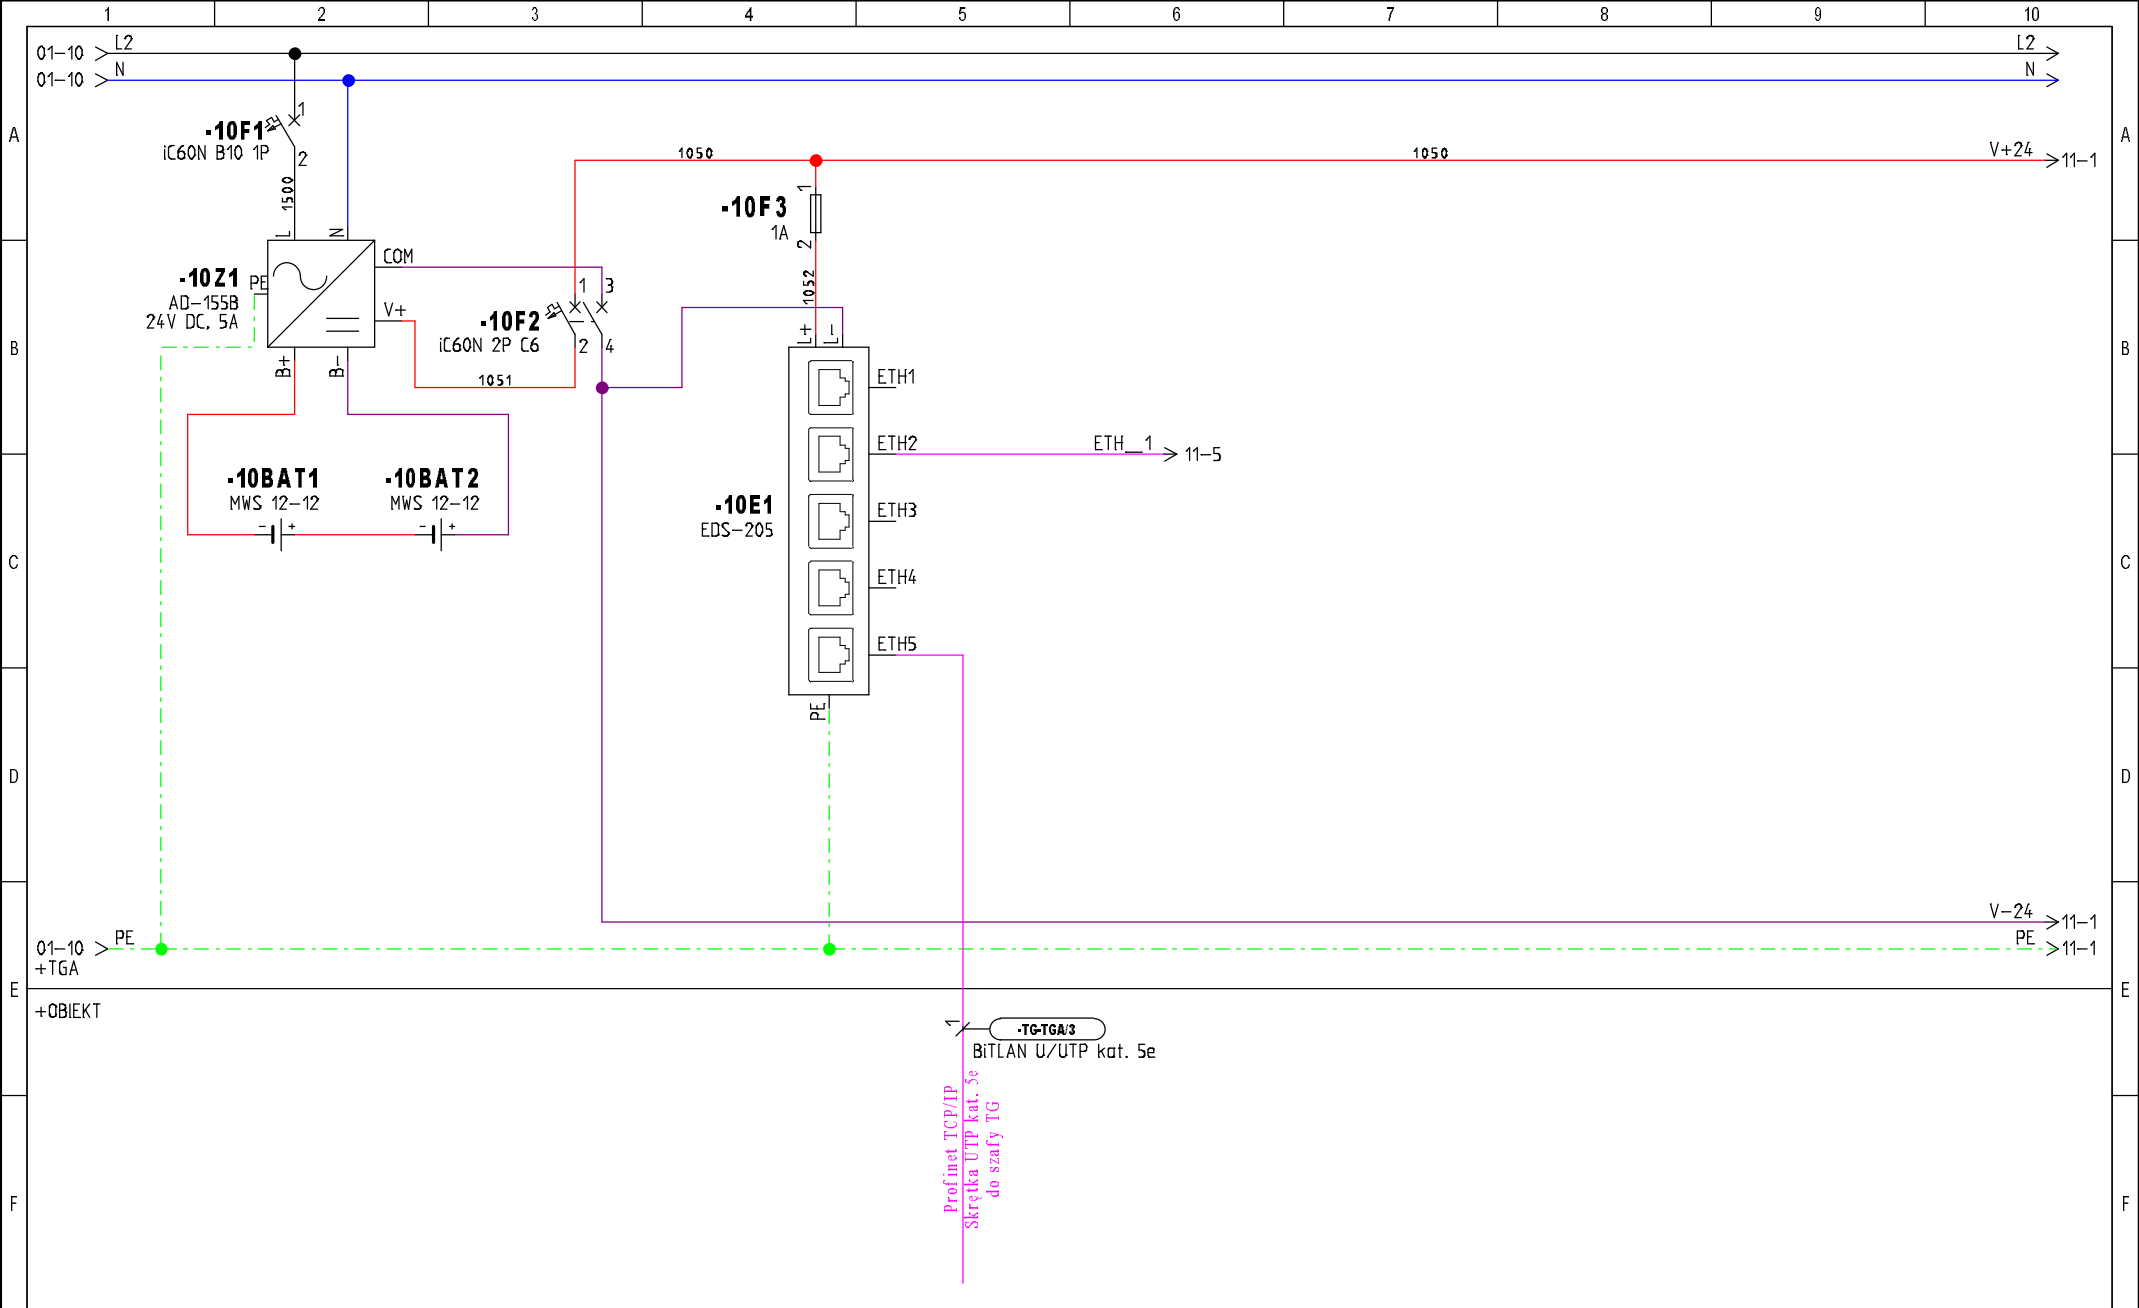 1 2 3 4 5 6 7 8 9 10
01-10 L2 L2
01-10 N N
A A
-10F1
iC60N B10 1P
1
2
1500
1050 1050 V+24 11-1
-10F3
1A
1
2
1052
L N
-10Z1
AD-155B
24V DC, 5A
PE
COM
V+
B+ B-
-10F2
iC60N 2P C6
1 3
2 4
1051
B B
L+ L-
ETH1
ETH2 ETH__1 11-5
ETH3
ETH4
ETH5
-10BAT1
MWS 12-12
- +
-10BAT2
MWS 12-12
- +
-10E1
EDS-205
C C
PE
D D
V-24 11-1
01-10 PE PE 11-1
+TGA
E E
+OBIEKT
1
-TG-TGA/3
BiTLAN U/UTP kat. 5e
Profinet TCP/IP
Skrętka UTP kat. 5e
do szafy TG
F F